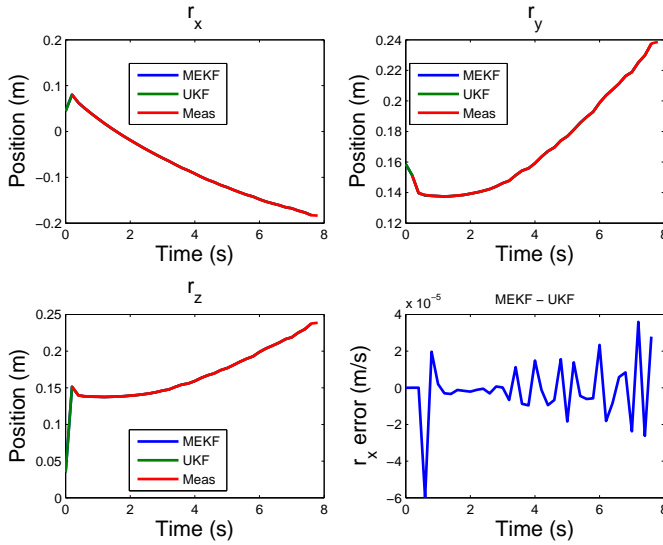 r_x
Position (m)
0.2
0.1
0
−0.1
−0.2
MEKF
UKF
Meas
0 2 4 6 8
Time (s)
r_y
Position (m)
0.24
0.22
0.2
0.18
0.16
0.14
0.12
MEKF
UKF
Meas
0 2 4 6 8
Time (s)
r_z
Position (m)
0.25
0.2
0.15
0.1
0.05
0
MEKF
UKF
Meas
0 2 4 6 8
Time (s)
MEKF − UKF
x 10^−5
r_x error (m/s)
4
2
0
−2
−4
−6
0 2 4 6 8
Time (s)